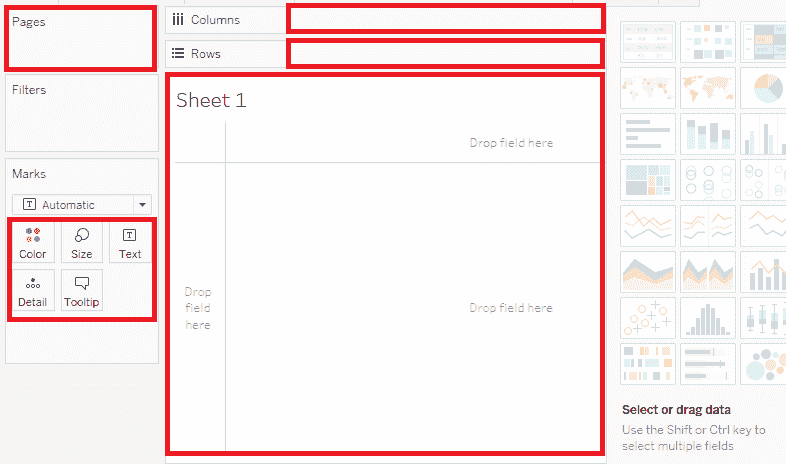 Pages
Columns
Rows
Filters
Sheet 1
Drop field here
Marks
T Automatic
Color Size T Text
Detail Tooltip
Drop
field
here
Drop field here
Select or drag data
Use the Shift or Ctrl key to
select multiple fields